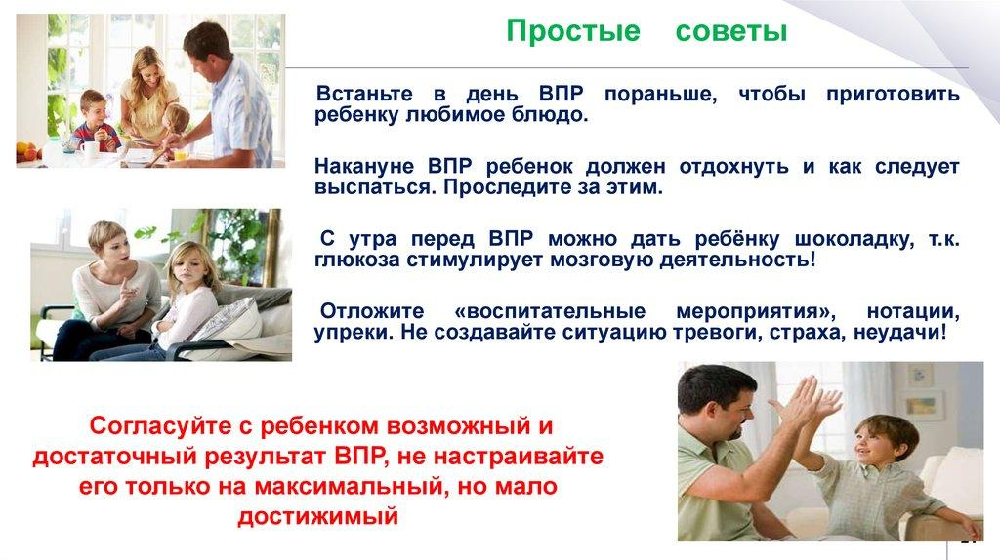 Простые советы
Встаньте в день ВПР пораньше, чтобы приготовить
ребенку любимое блюдо.
Накануне ВПР ребенок должен отдохнуть и как следует
выспаться. Проследите за этим.
С утра перед ВПР можно дать ребёнку шоколадку, т.к.
глюкоза стимулирует мозговую деятельность!
Отложите «воспитательные мероприятия», нотации,
упреки. Не создавайте ситуацию тревоги, страха, неудачи!
Согласуйте с ребенком возможный и
достаточный результат ВПР, не настраивайте
его только на максимальный, но мало
достижимый